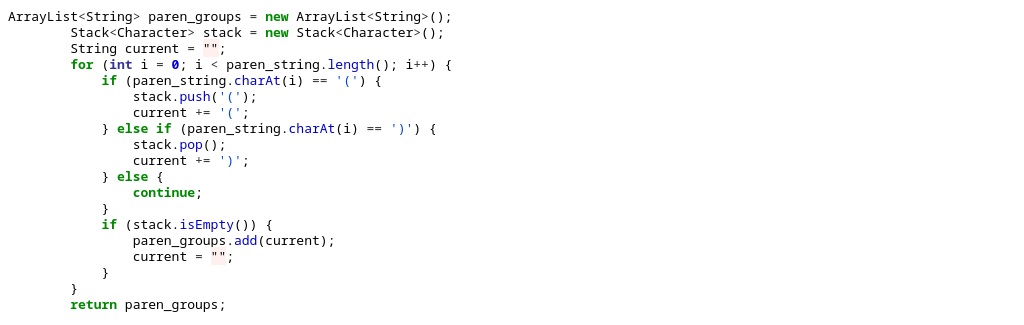 ArrayList<String> paren_groups = new ArrayList<String>();
        Stack<Character> stack = new Stack<Character>();
        String current = "";
        for (int i = 0; i < paren_string.length(); i++) {
            if (paren_string.charAt(i) == '(') {
                stack.push('(');
                current += '(';
            } else if (paren_string.charAt(i) == ')') {
                stack.pop();
                current += ')';
            } else {
                continue;
            }
            if (stack.isEmpty()) {
                paren_groups.add(current);
                current = "";
            }
        }
        return paren_groups;